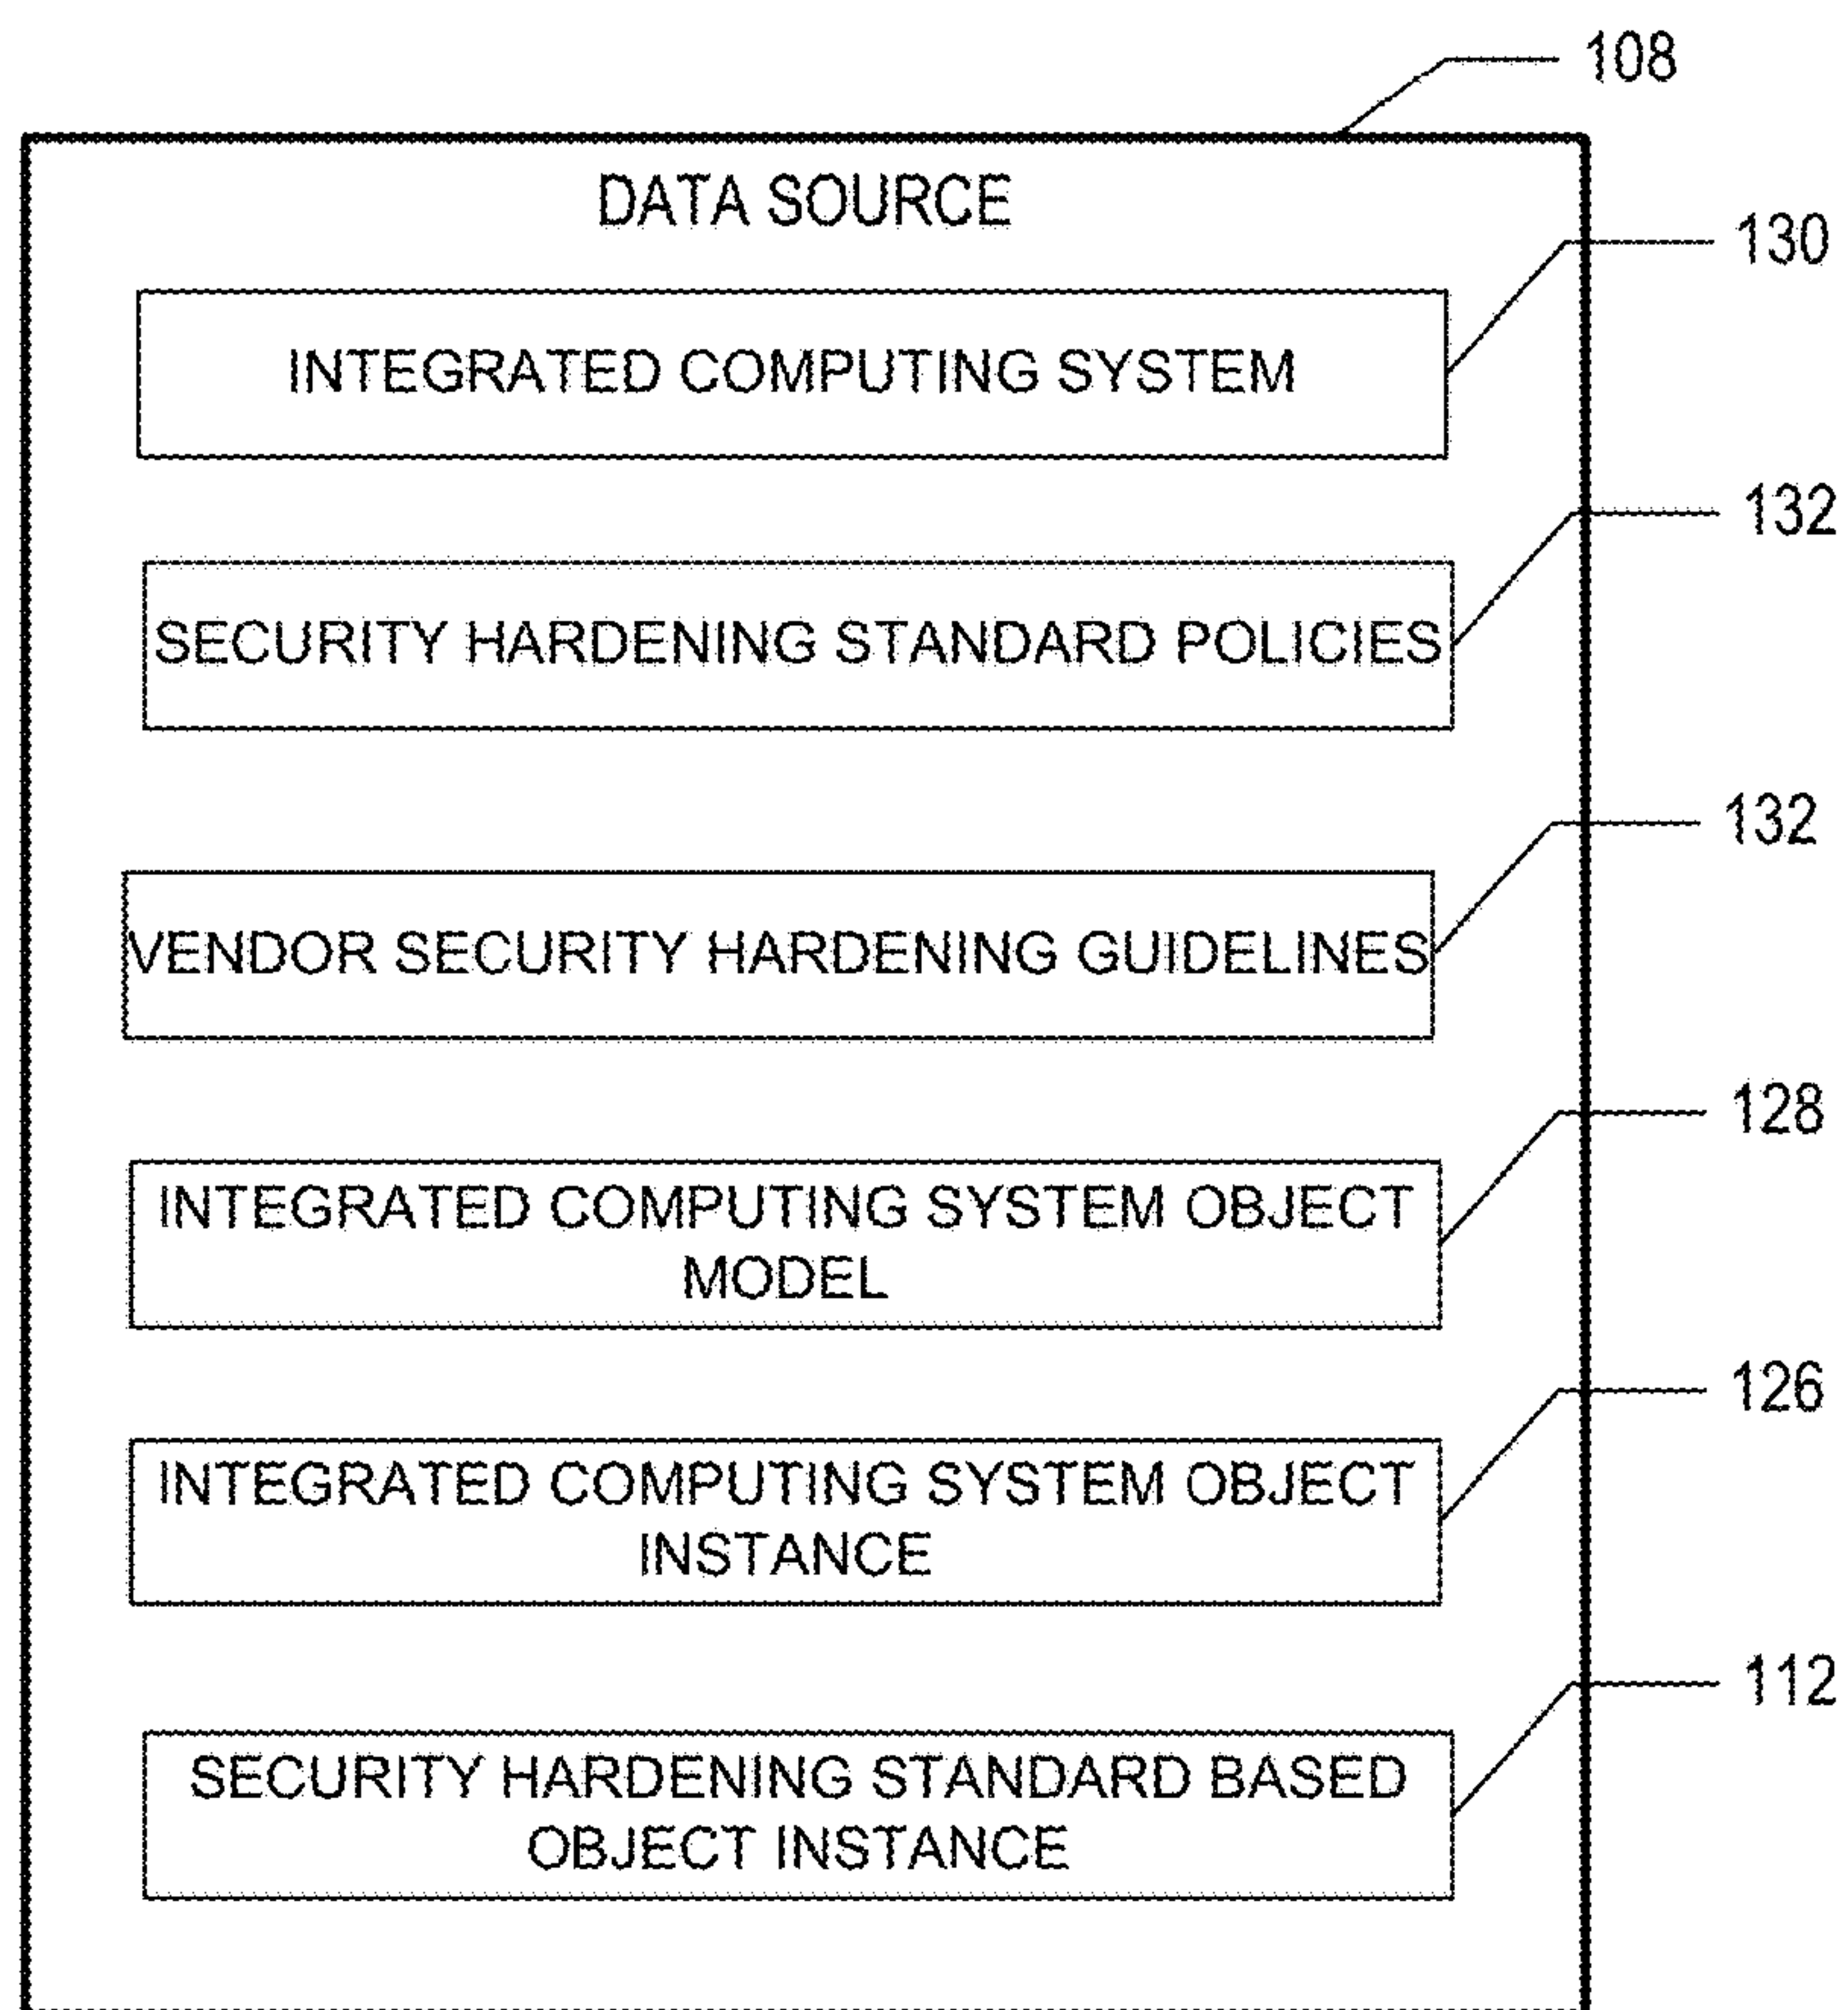 108
DATA SOURCE
130
INTEGRATED COMPUTING SYSTEM
132
SECURITY HARDENING STANDARD POLICIES
132
VENDOR SECURITY HARDENING GUIDELINES
128
INTEGRATED COMPUTING SYSTEM OBJECT
MODEL
126
INTEGRATED COMPUTING SYSTEM OBJECT
INSTANCE
112
SECURITY HARDENING STANDARD BASED
OBJECT INSTANCE